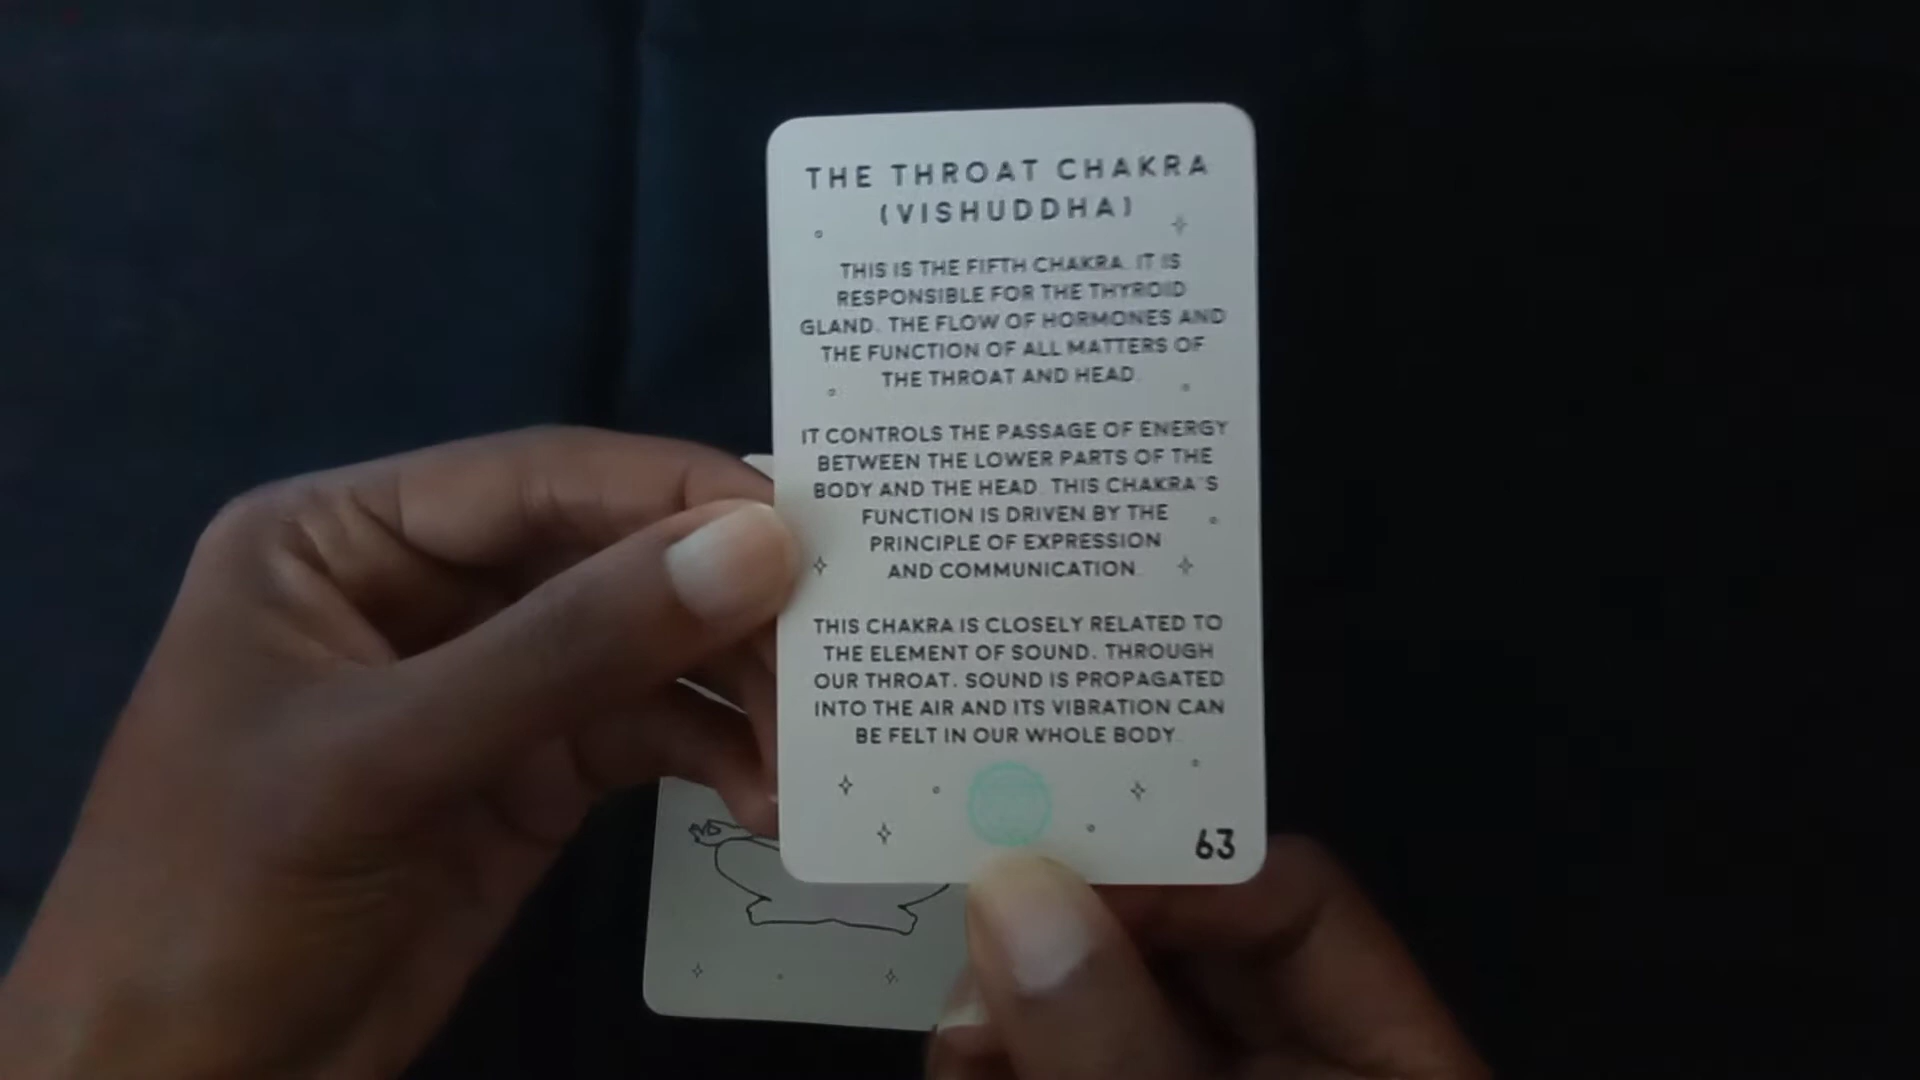 THE THROAT CHAKRA
(VISHUDDHA)
THIS IS THE FIFTH CHAKRA. IT IS
RESPONSIBLE FOR THE THYROID
GLAND. THE FLOW OF HORMONES AND
THE FUNCTION OF ALL MATTERS OF
THE THROAT AND HEAD.
IT CONTROLS THE PASSAGE OF ENERGY
BETWEEN THE LOWER PARTS OF THE
BODY AND THE HEAD. THIS CHAKRA'S
FUNCTION IS DRIVEN BY THE
PRINCIPLE OF EXPRESSION
AND COMMUNICATION.
THIS CHAKRA IS CLOSELY RELATED TO
THE ELEMENT OF SOUND. THROUGH
OUR THROAT. SOUND IS PROPAGATED
INTO THE AIR AND ITS VIBRATION CAN
BE FELT IN OUR WHOLE BODY.
63